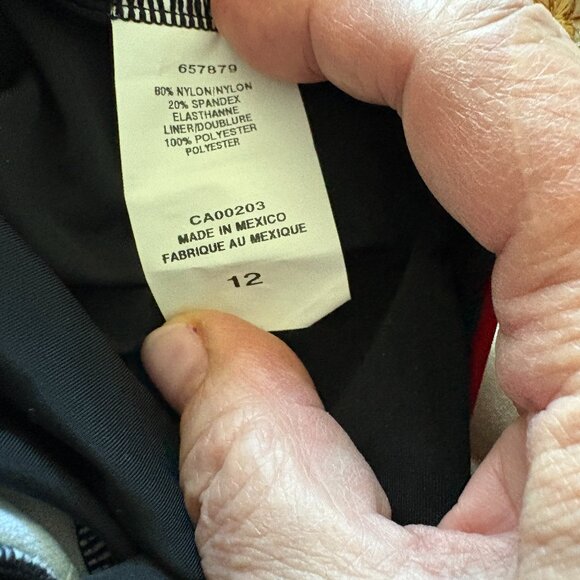 657879
80% NYLON/NYLON
20% SPANDEX
ELASTHANNE
LINER/DOUBLURE
100% POLYESTER
POLYESTER
CA00203
MADE IN MEXICO
FABRIQUE AU MEXIQUE
12